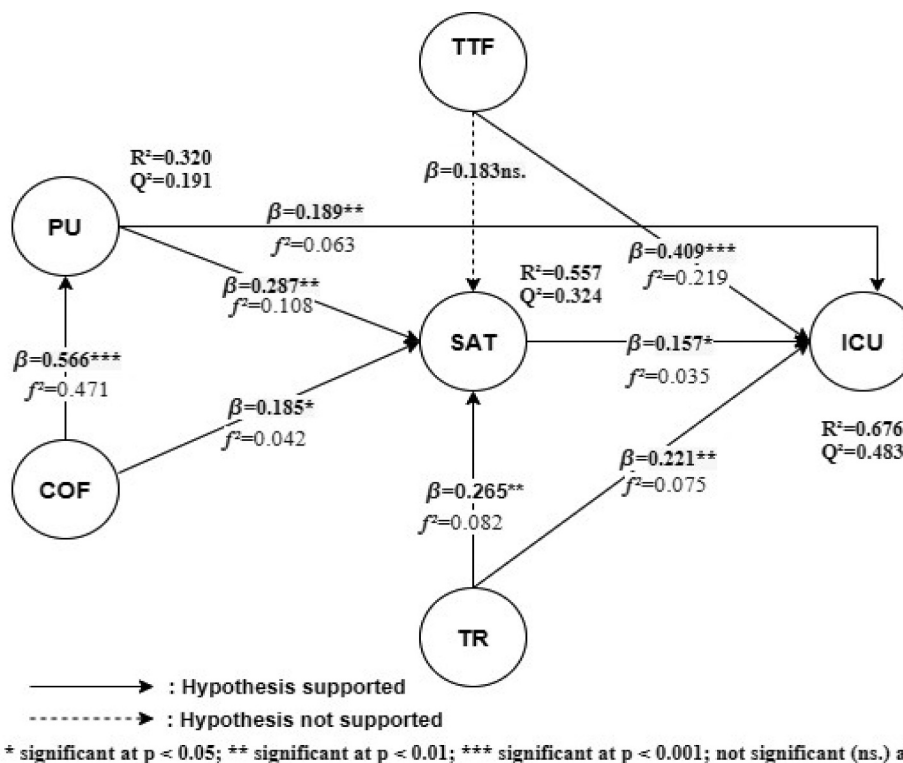 TTF
R²=0.320
Q²=0.191
β=0.183ns.
PU
β=0.189**
f²=0.063
β=0.409***
f²=0.219
β=0.287**
f²=0.108
R²=0.557
Q²=0.324
SAT
β=0.157*
f²=0.035
ICU
β=0.566***
f²=0.471
β=0.185*
f²=0.042
R²=0.676
Q²=0.483
β=0.221**
f²=0.075
COF
β=0.265**
f²=0.082
TR
: Hypothesis supported
: Hypothesis not supported
* significant at p < 0.05; ** significant at p < 0.01; *** significant at p < 0.001; not significant (ns.) a